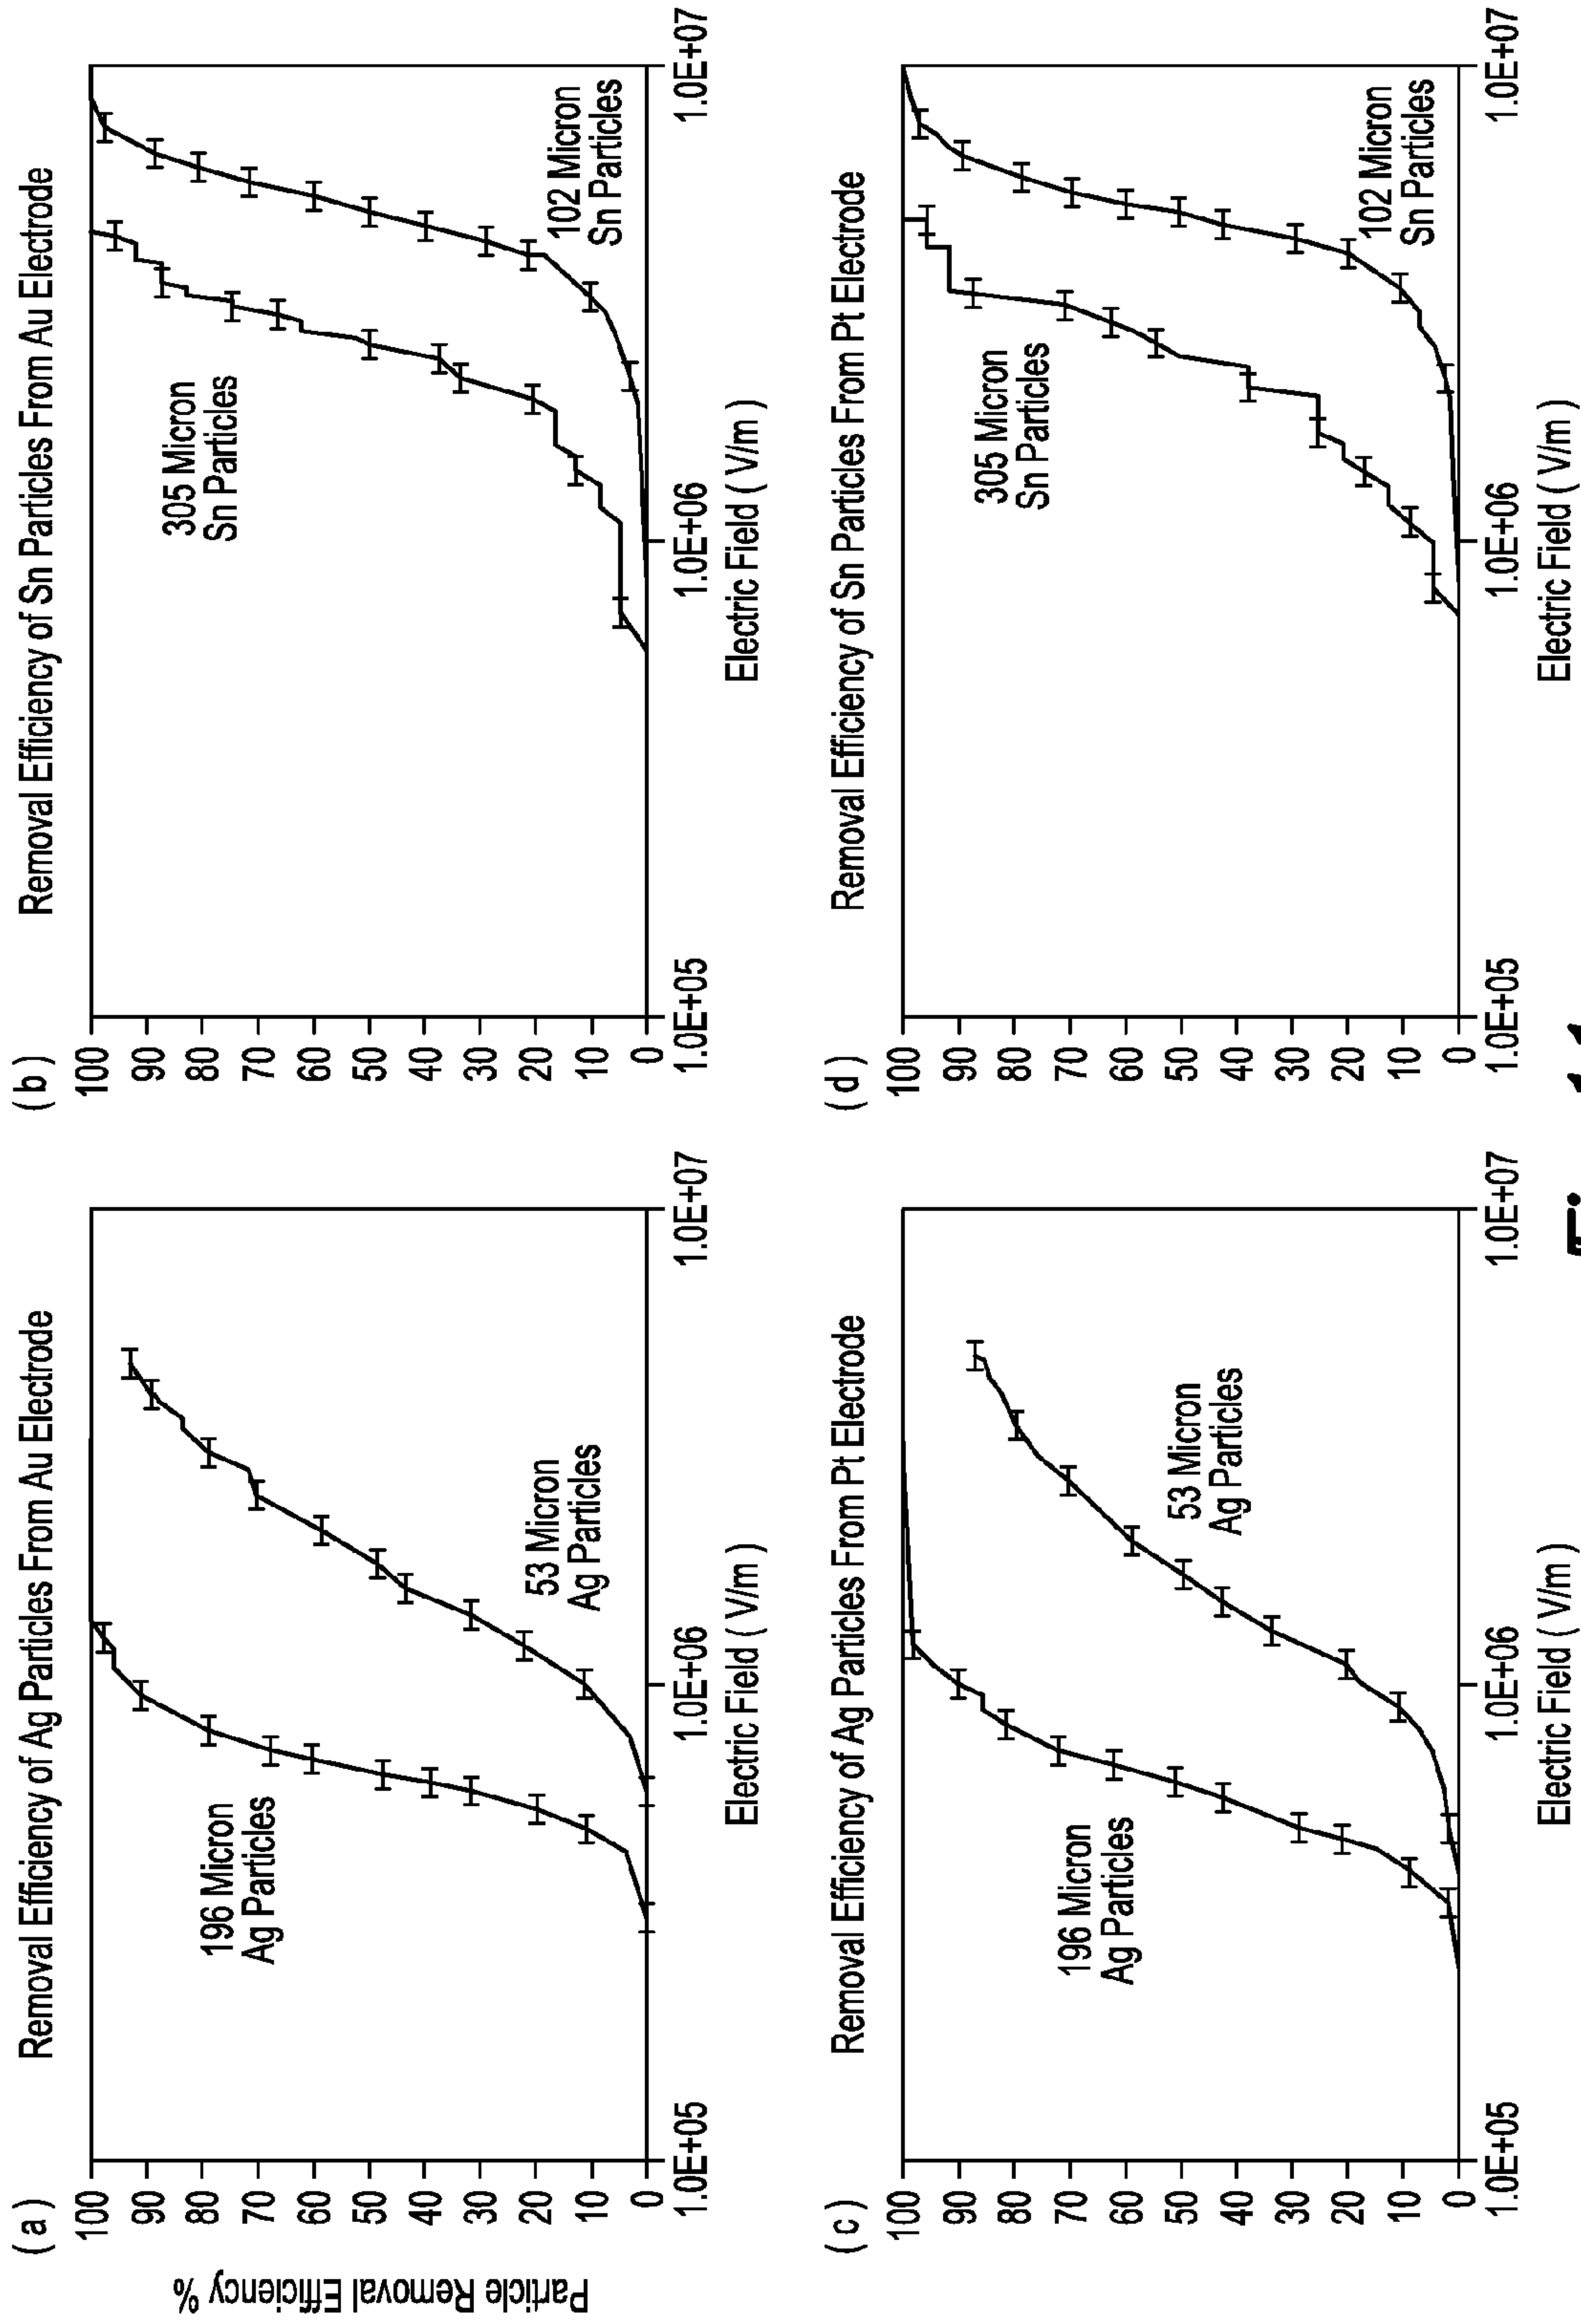 ( a )
Removal Efficiency of Ag Particles From Au Electrode
Particle Removal Efficiency %
100
90
80
70
60
50
40
30
20
10
0
196 Micron
Ag Particles
53 Micron
Ag Particles
1.0E+05
1.0E+06
1.0E+07
Electric Field ( V/m )
( b )
Removal Efficiency of Sn Particles From Au Electrode
100
90
80
70
60
50
40
30
20
10
0
305 Micron
Sn Particles
102 Micron
Sn Particles
1.0E+05
1.0E+06
1.0E+07
Electric Field ( V/m )
( c )
Removal Efficiency of Ag Particles From Pt Electrode
100
90
80
70
60
50
40
30
20
10
0
196 Micron
Ag Particles
53 Micron
Ag Particles
1.0E+05
1.0E+06
1.0E+07
Electric Field ( V/m )
( d )
Removal Efficiency of Sn Particles From Pt Electrode
100
90
80
70
60
50
40
30
20
10
0
305 Micron
Sn Particles
102 Micron
Sn Particles
1.0E+05
1.0E+06
1.0E+07
Electric Field ( V/m )